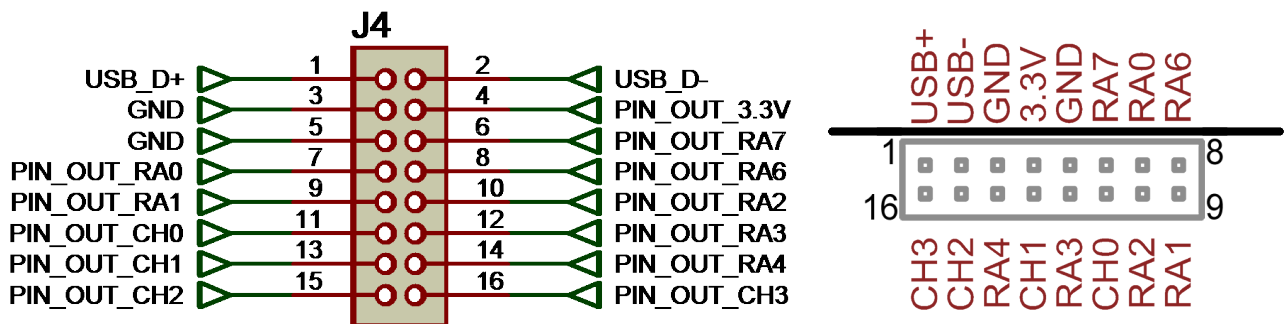 J4
USB_D+ 1 2 USB_D-
GND 3 4 PIN_OUT_3.3V
GND 5 6 PIN_OUT_RA7
PIN_OUT_RA0 7 8 PIN_OUT_RA6
PIN_OUT_RA1 9 10 PIN_OUT_RA2
PIN_OUT_CH0 11 12 PIN_OUT_RA3
PIN_OUT_CH1 13 14 PIN_OUT_RA4
PIN_OUT_CH2 15 16 PIN_OUT_CH3
USB+ USB- GND 3.3V GND RA7 RA0 RA6
1 8
16 9
CH3 CH2 RA4 CH1 RA3 CH0 RA2 RA1